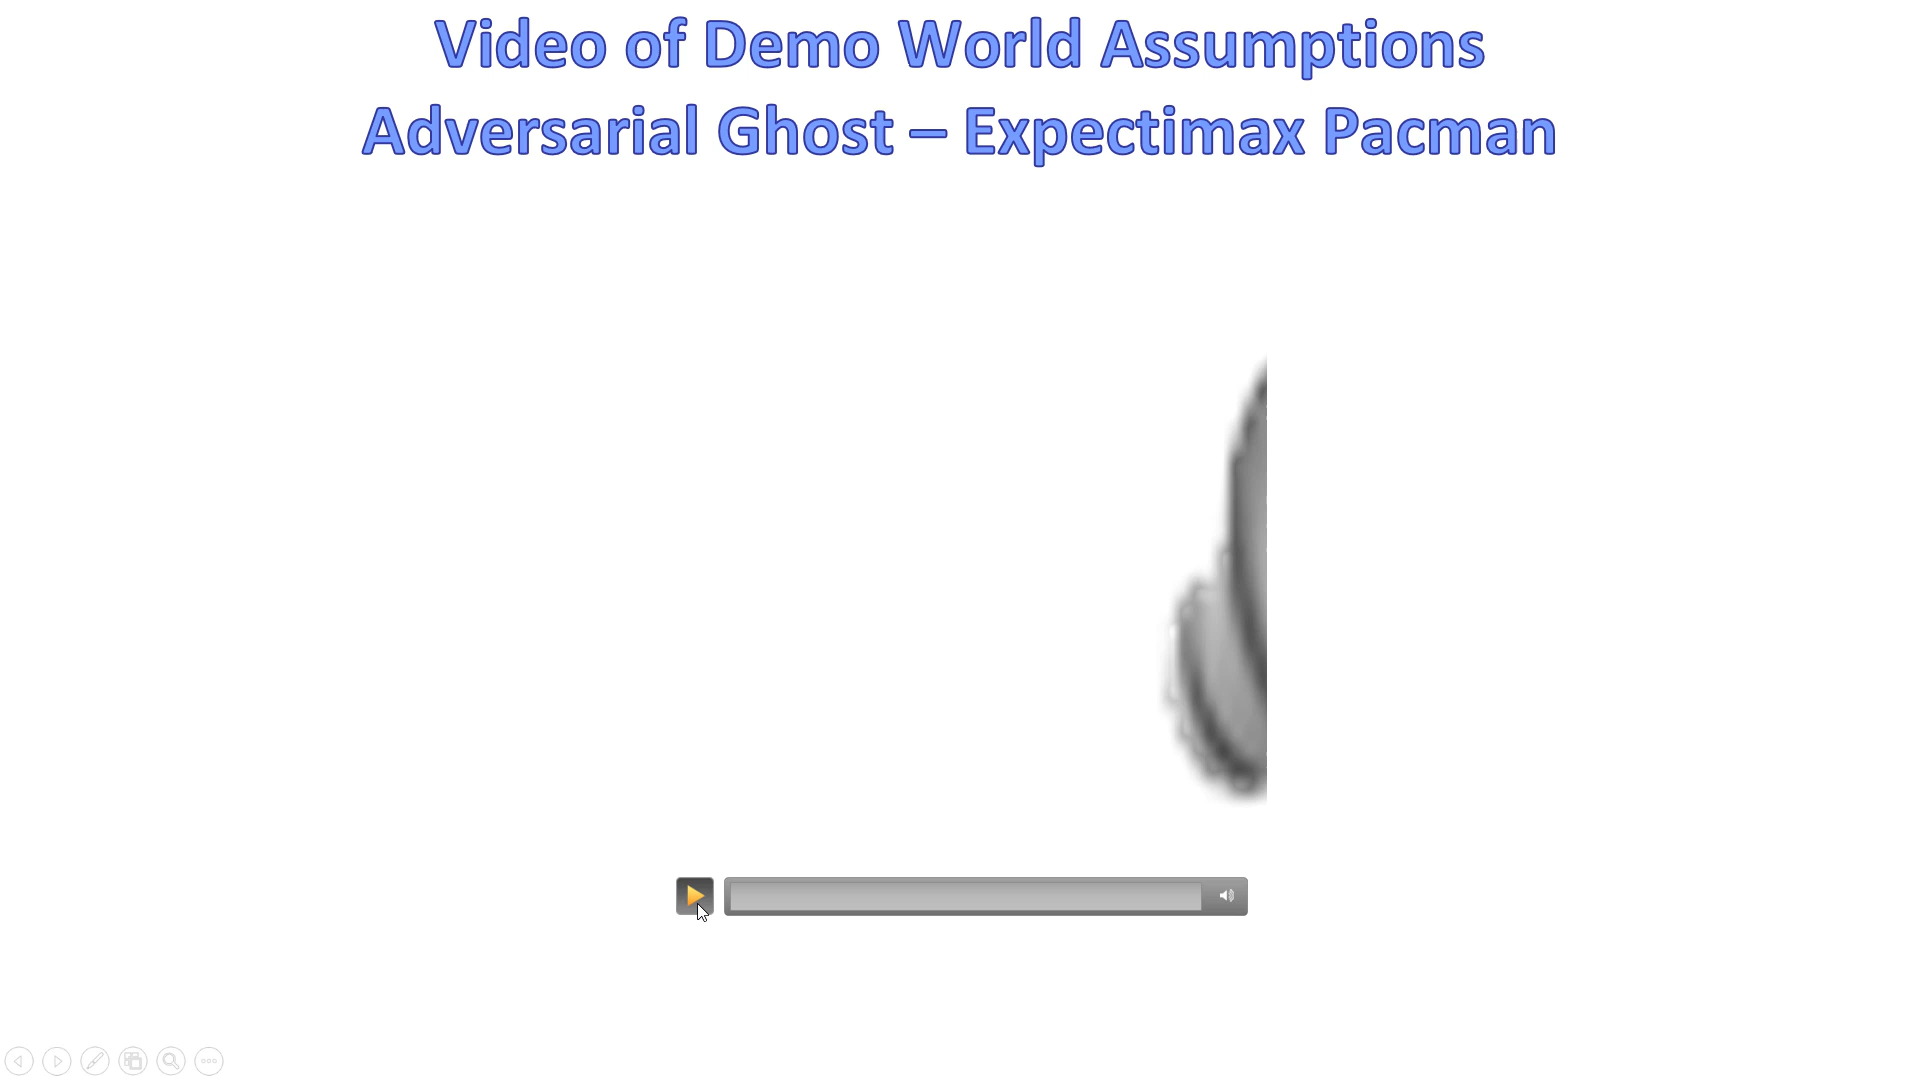 Video of Demo World Assumptions
Adversarial Ghost – Expectimax Pacman